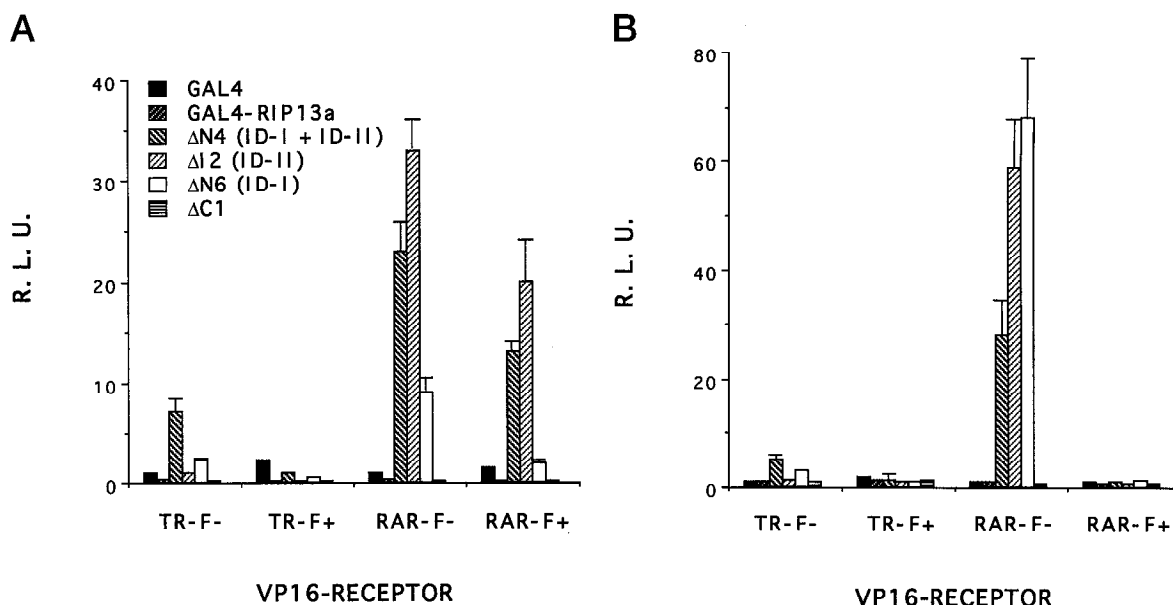 A
40
30
20
10
0
R. L. U.
GAL4
GAL4-RIP13a
ΔN4 (ID-I + ID-II)
ΔI2 (ID-II)
ΔN6 (ID-I)
ΔC1
TR-F- TR-F+ RAR-F- RAR-F+
VP16-RECEPTOR
B
80
60
40
20
0
R. L. U.
TR-F- TR-F+ RAR-F- RAR-F+
VP16-RECEPTOR